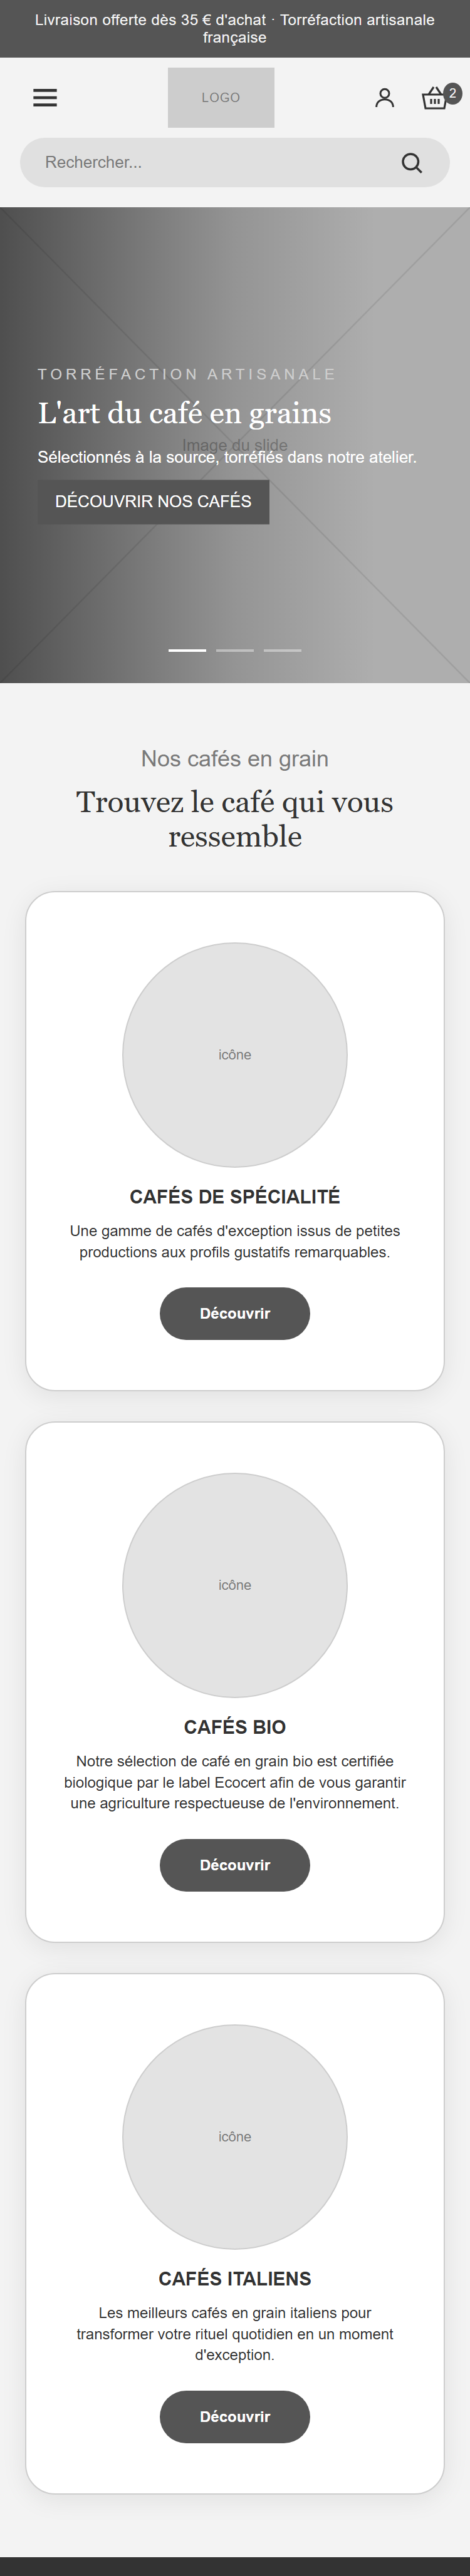 Livraison offerte dès 35 € d'achat · Torréfaction artisanale
française
LOGO
2
Rechercher...
TORRÉFACTION ARTISANALE
L'art du café en grains
Image du slide
Sélectionnés à la source, torréfiés dans notre atelier.
DÉCOUVRIR NOS CAFÉS
Nos cafés en grain
Trouvez le café qui vous
ressemble
icône
CAFÉS DE SPÉCIALITÉ
Une gamme de cafés d'exception issus de petites
productions aux profils gustatifs remarquables.
Découvrir
icône
CAFÉS BIO
Notre sélection de café en grain bio est certifiée
biologique par le label Ecocert afin de vous garantir
une agriculture respectueuse de l'environnement.
Découvrir
icône
CAFÉS ITALIENS
Les meilleurs cafés en grain italiens pour
transformer votre rituel quotidien en un moment
d'exception.
Découvrir